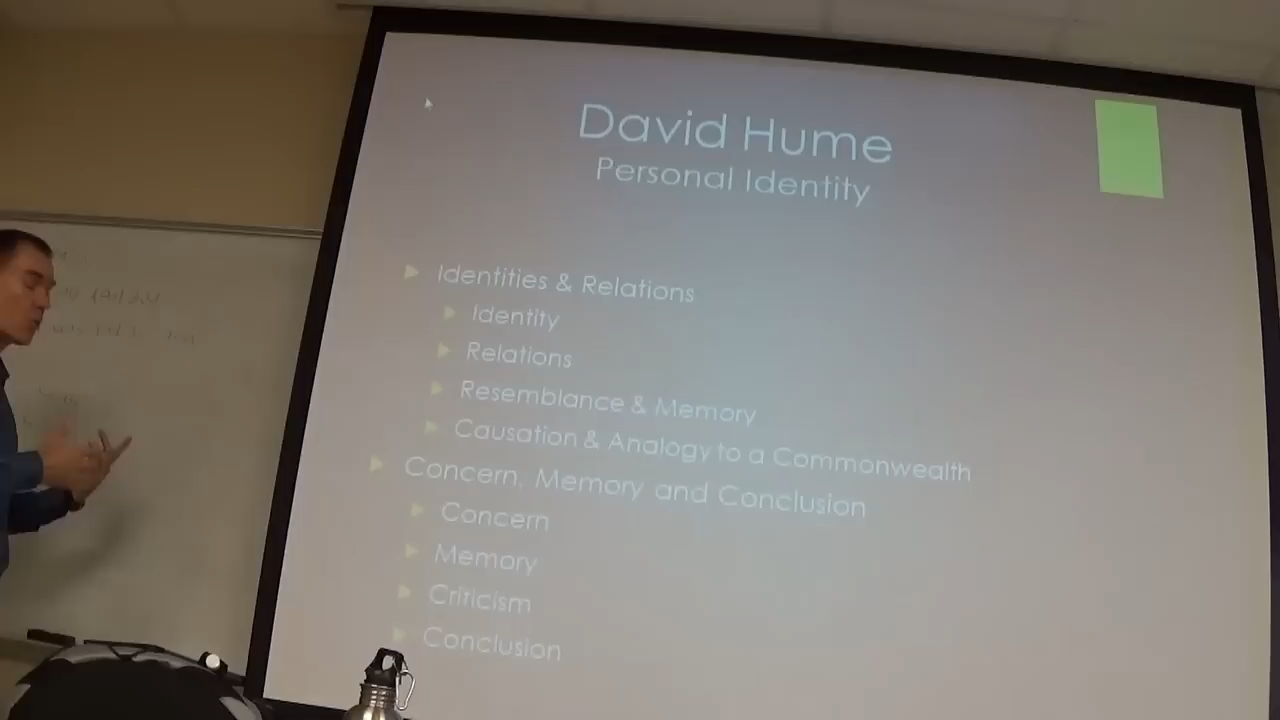 David Hume
Personal Identity
Identities & Relations
Identity
Relations
Resemblance & Memory
Causation & Analogy to a Commonwealth
Concern, Memory and Conclusion
Concern
Memory
Criticism
Conclusion